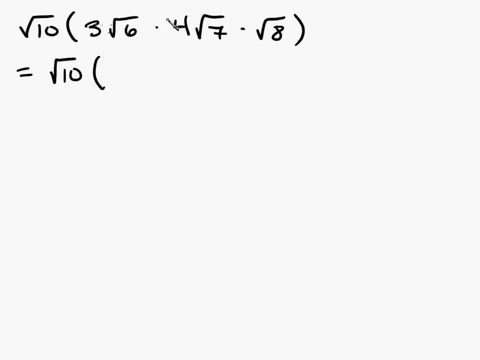 √10 ( 3√6 · 4√7 · √8 )
= √10 (